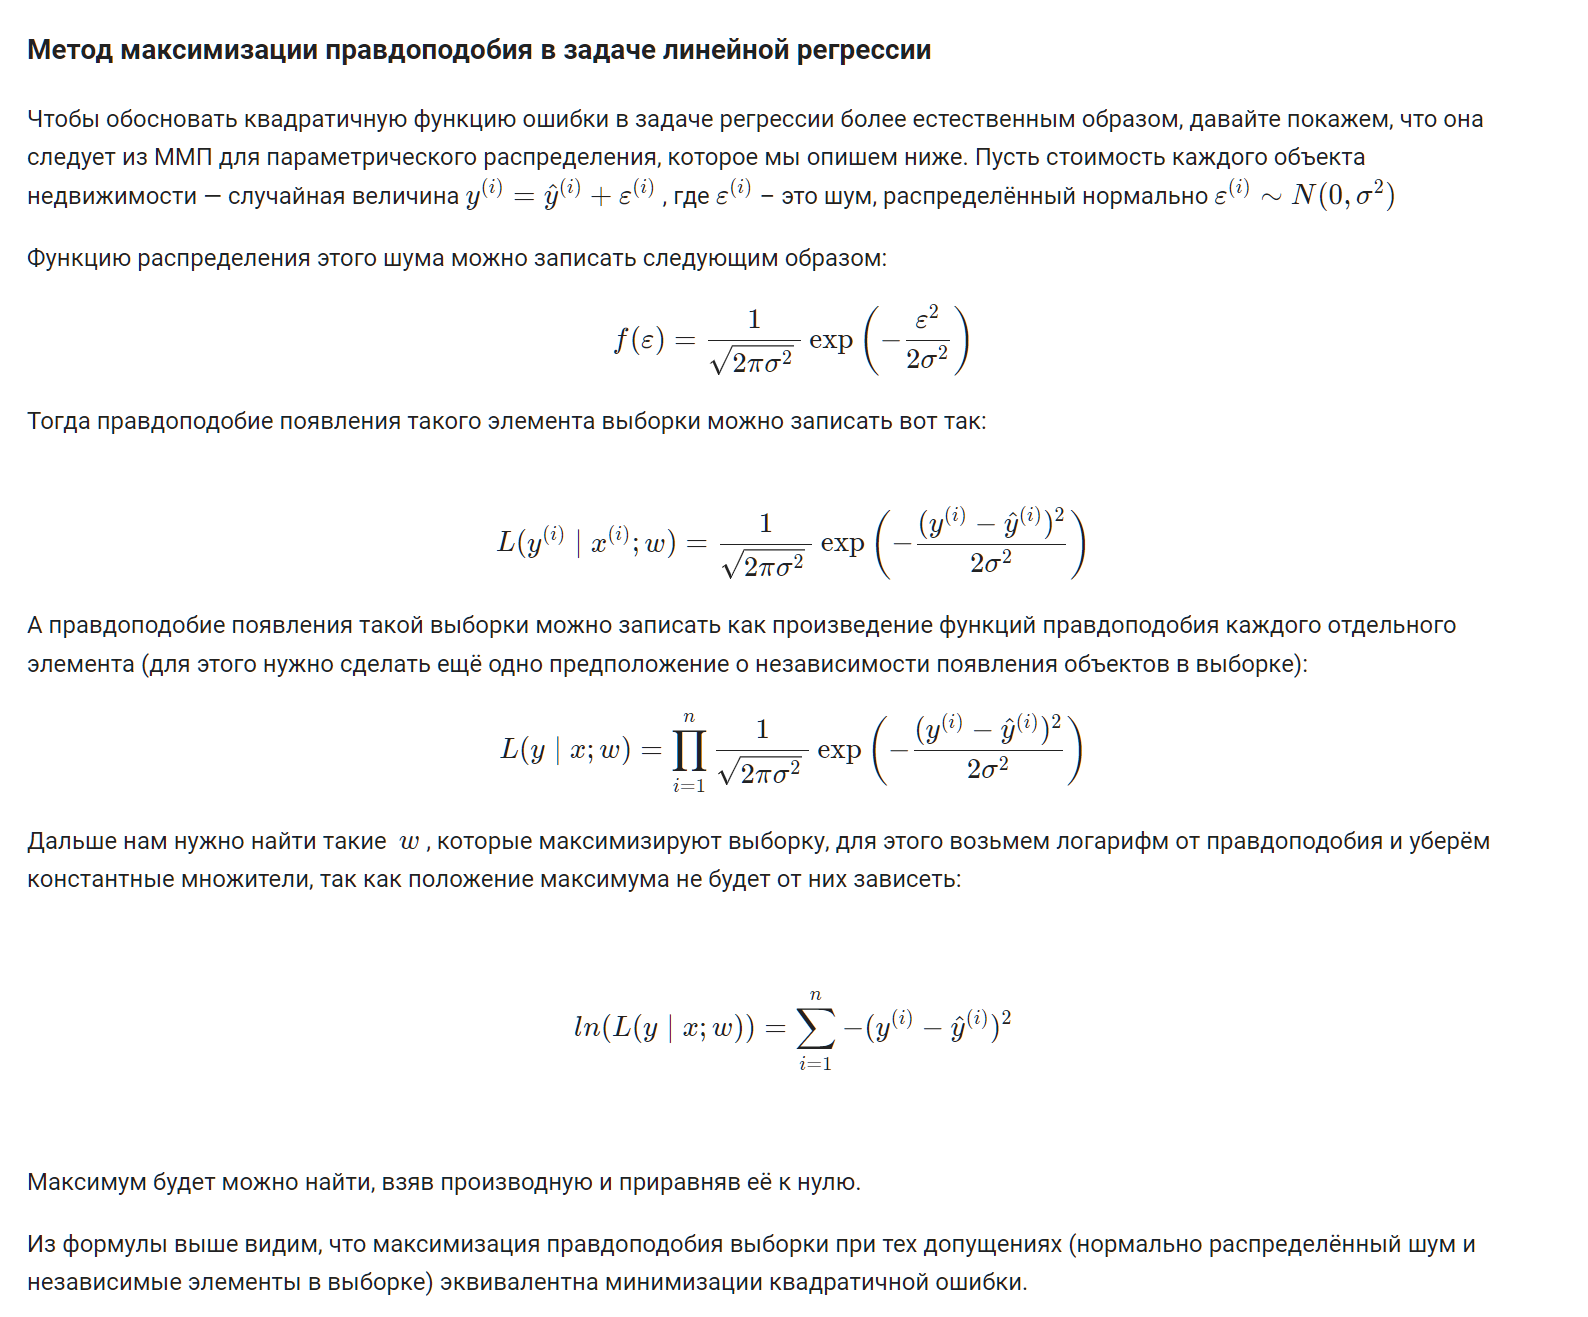 Метод максимизации правдоподобия в задаче линейной регрессии
Чтобы обосновать квадратичную функцию ошибки в задаче регрессии более естественным образом, давайте покажем, что она
следует из ММП для параметрического распределения, которое мы опишем ниже. Пусть стоимость каждого объекта
недвижимости — случайная величина $y^{(i)} = \hat{y}^{(i)} + \varepsilon^{(i)}$ , где $\varepsilon^{(i)}$ – это шум, распределённый нормально $\varepsilon^{(i)} \sim N(0, \sigma^2)$
Функцию распределения этого шума можно записать следующим образом:
$f(\varepsilon) = \frac{1}{\sqrt{2\pi\sigma^2}} \exp\left(-\frac{\varepsilon^2}{2\sigma^2}\right)$
Тогда правдоподобие появления такого элемента выборки можно записать вот так:
$L(y^{(i)} \mid x^{(i)}; w) = \frac{1}{\sqrt{2\pi\sigma^2}} \exp\left(-\frac{(y^{(i)} - \hat{y}^{(i)})^2}{2\sigma^2}\right)$
А правдоподобие появления такой выборки можно записать как произведение функций правдоподобия каждого отдельного
элемента (для этого нужно сделать ещё одно предположение о независимости появления объектов в выборке):
$L(y \mid x; w) = \prod_{i=1}^{n} \frac{1}{\sqrt{2\pi\sigma^2}} \exp\left(-\frac{(y^{(i)} - \hat{y}^{(i)})^2}{2\sigma^2}\right)$
Дальше нам нужно найти такие $w$ , которые максимизируют выборку, для этого возьмем логарифм от правдоподобия и уберём
константные множители, так как положение максимума не будет от них зависеть:
$ln(L(y \mid x; w)) = \sum_{i=1}^{n} -(y^{(i)} - \hat{y}^{(i)})^2$
Максимум будет можно найти, взяв производную и приравняв её к нулю.
Из формулы выше видим, что максимизация правдоподобия выборки при тех допущениях (нормально распределённый шум и
независимые элементы в выборке) эквивалентна минимизации квадратичной ошибки.